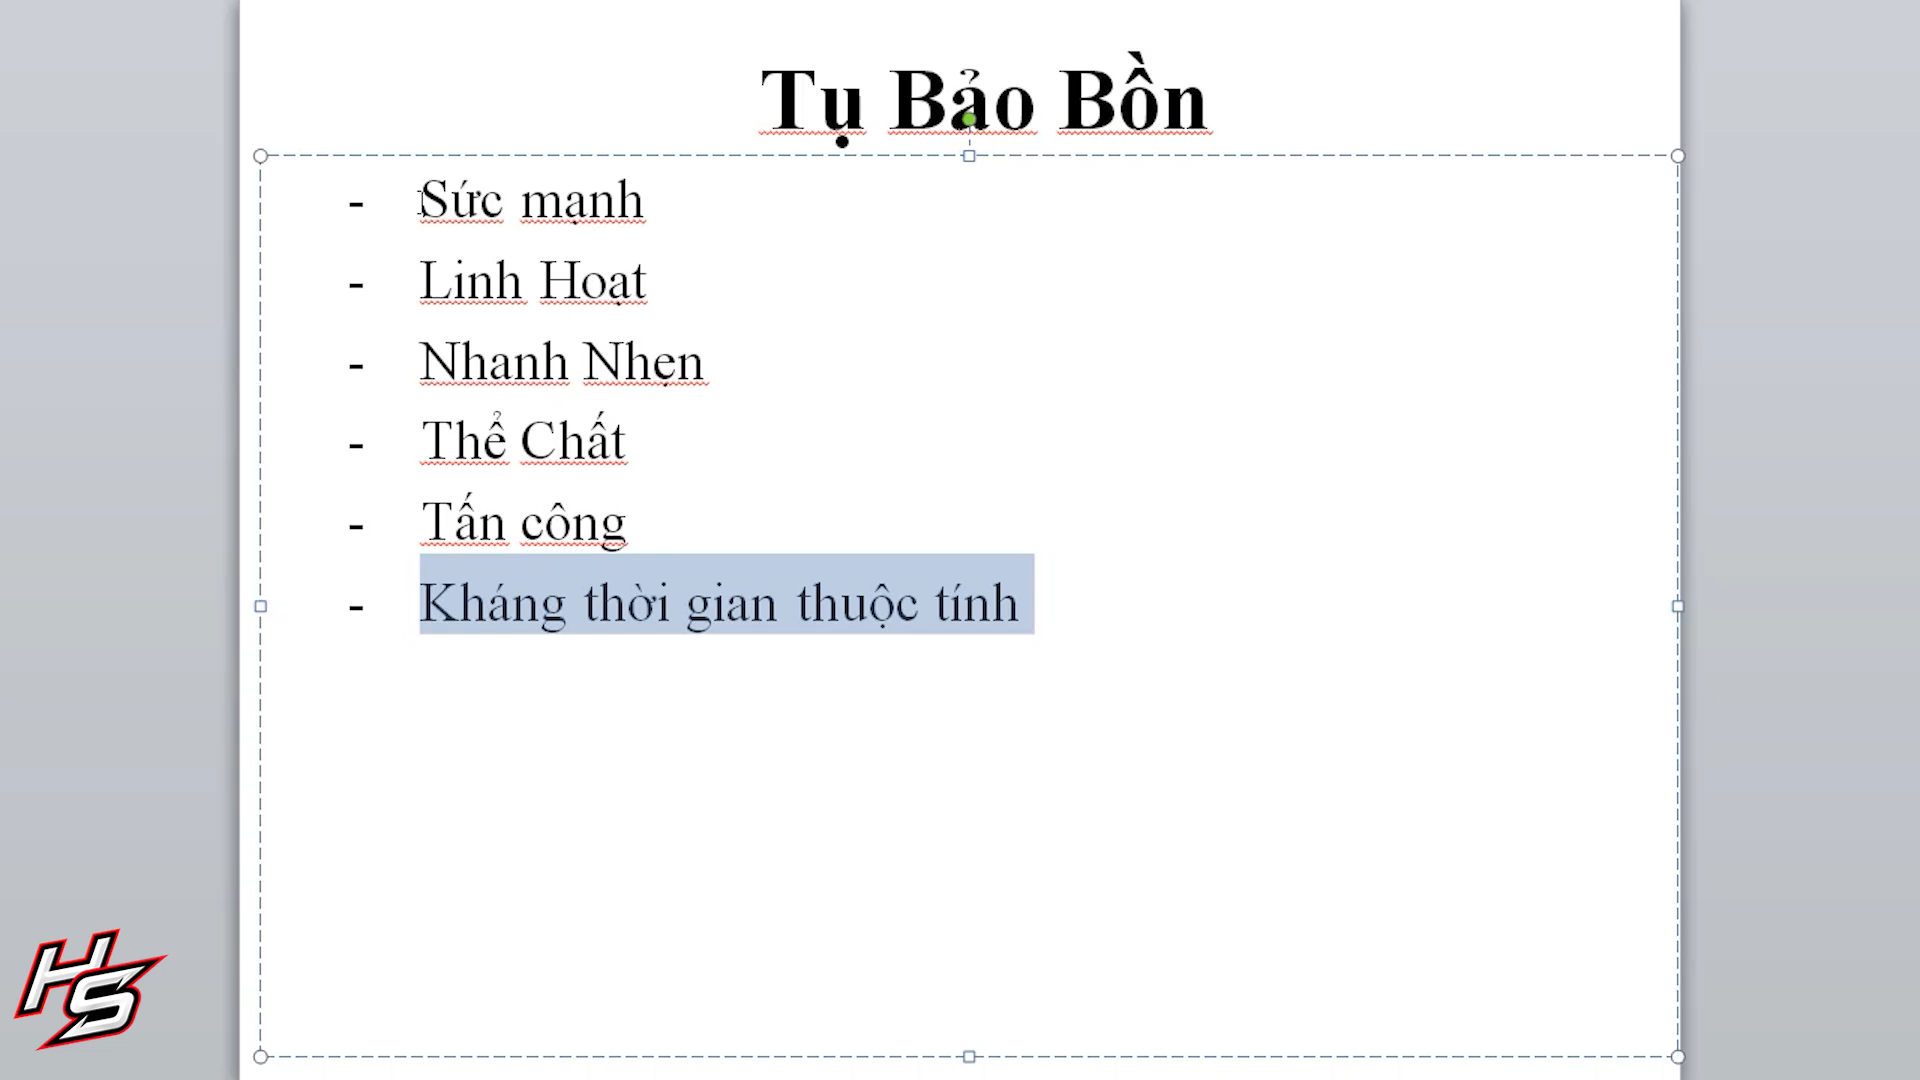 Tụ Bảo Bồn
- Sức mạnh
- Linh Hoạt
- Nhanh Nhẹn
- Thể Chất
- Tấn công
- Kháng thời gian thuộc tính
HS